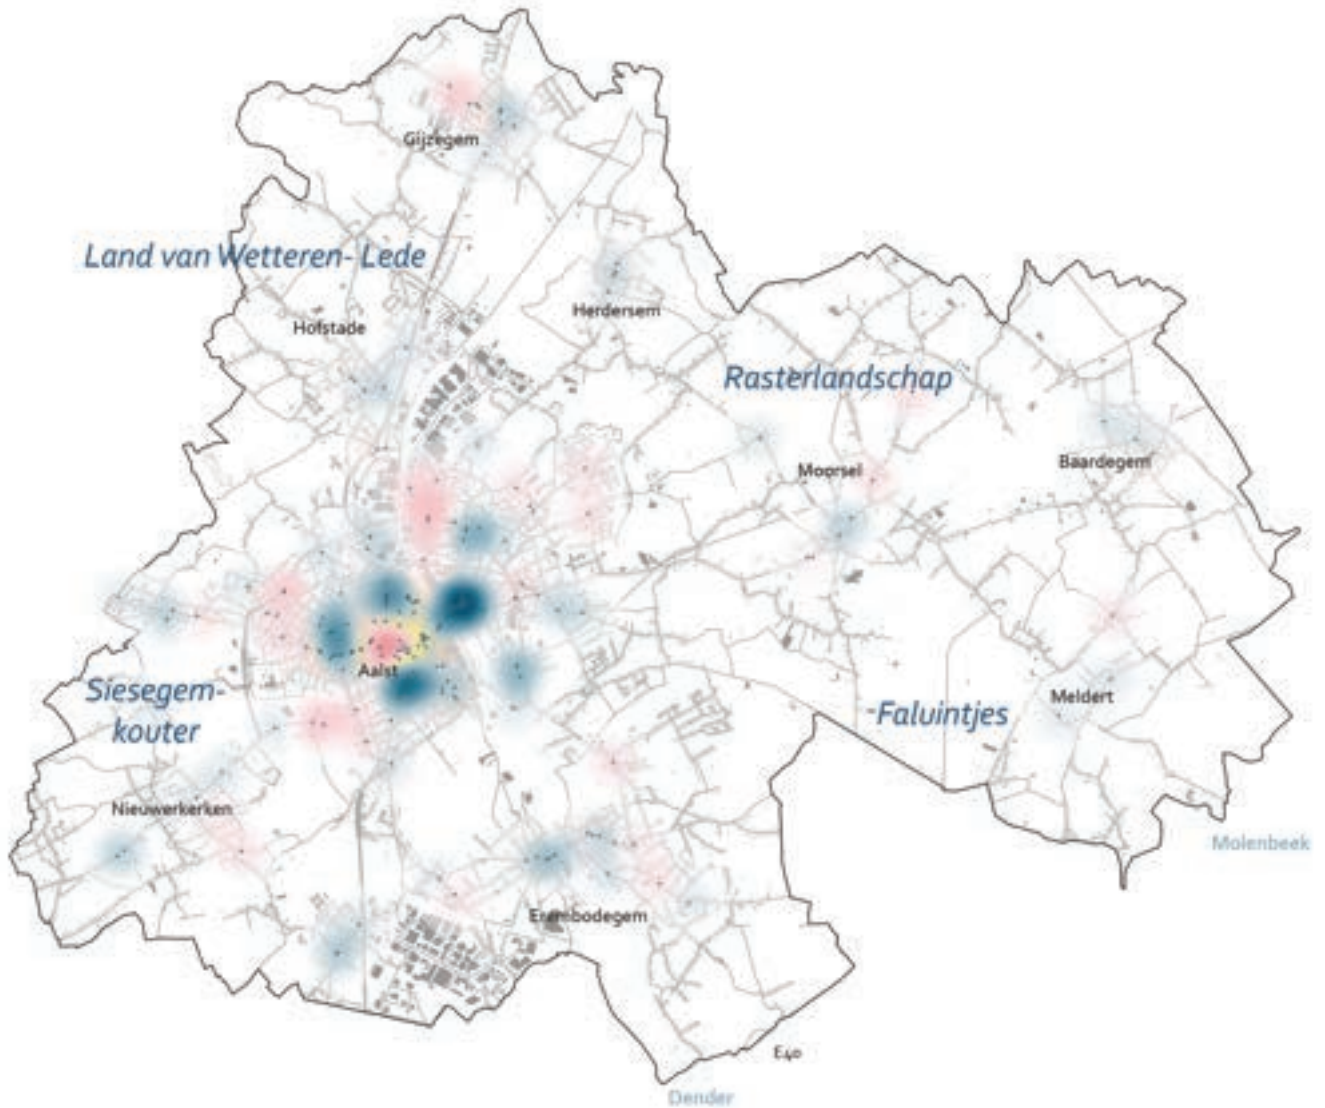 Gijzegem
Land van Wetteren- Lede
Herdersem
Hofstade
Rasterlandschap
Moorsel
Baardegem
Aalst
Siesegem-
kouter
Meldert
-Faluintjes
Nieuwerkerken
Molenbeek
Erembodegem
E40
Dender